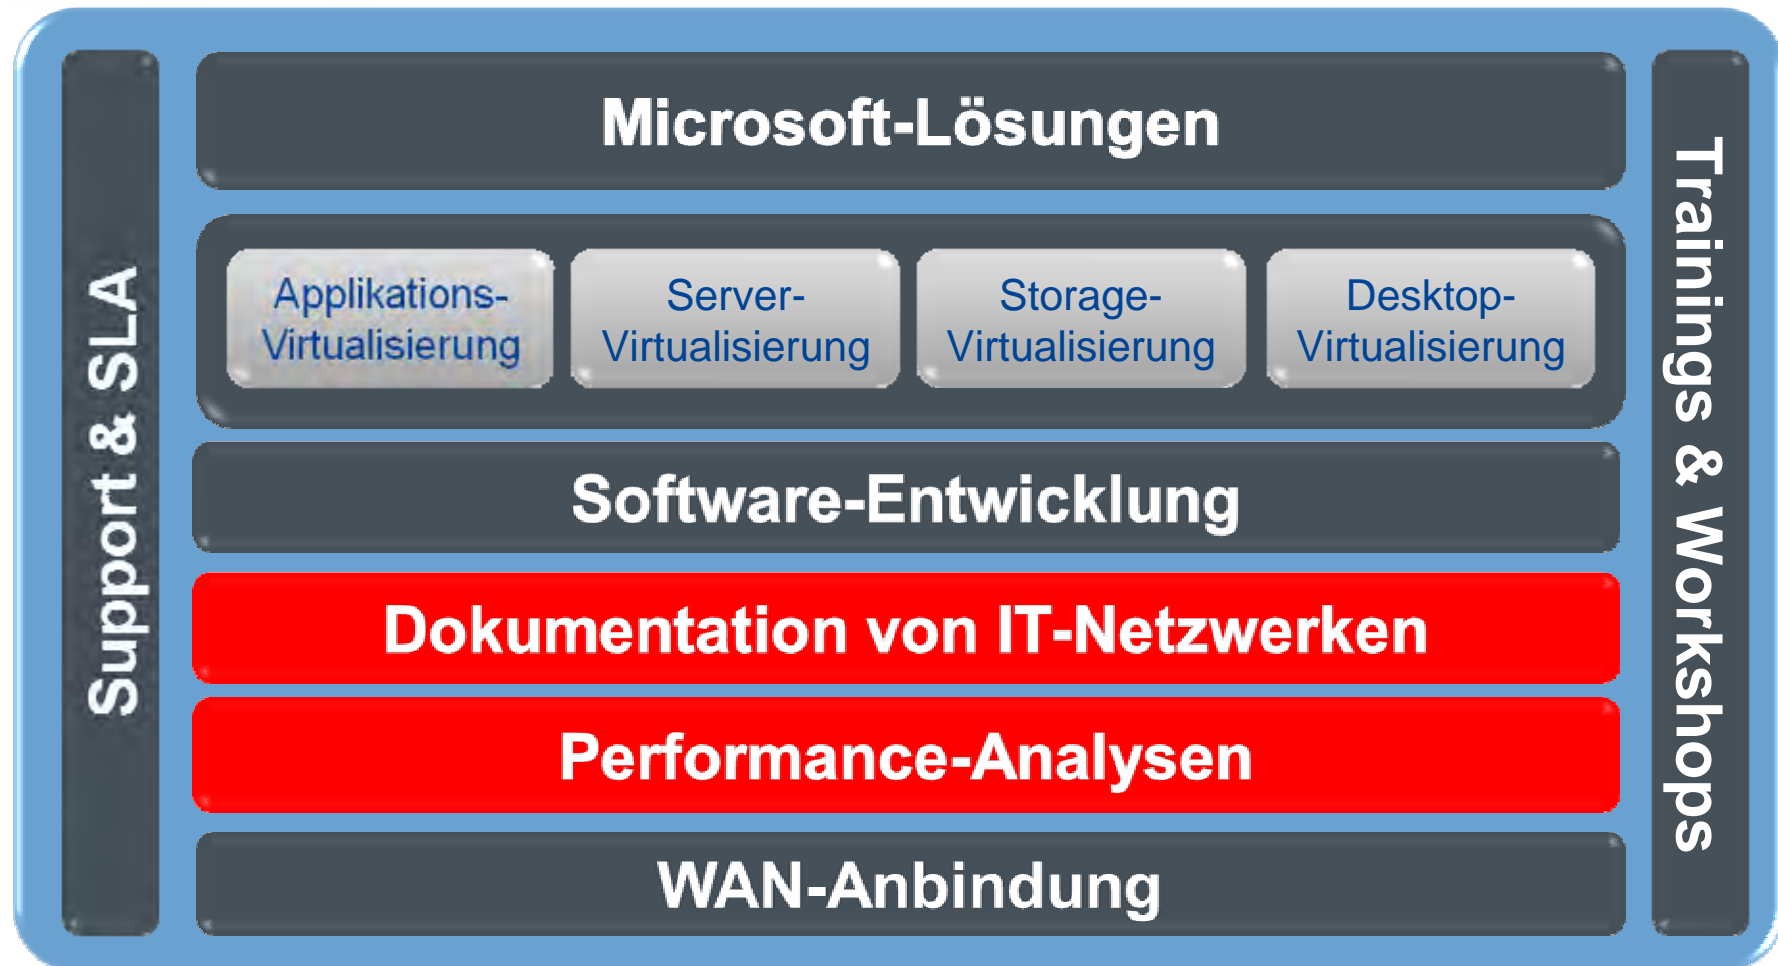 Support & SLA
Microsoft-Lösungen
Applikations-
Virtualisierung
Server-
Virtualisierung
Storage-
Virtualisierung
Desktop-
Virtualisierung
Software-Entwicklung
Dokumentation von IT-Netzwerken
Performance-Analysen
WAN-Anbindung
Trainings & Workshops